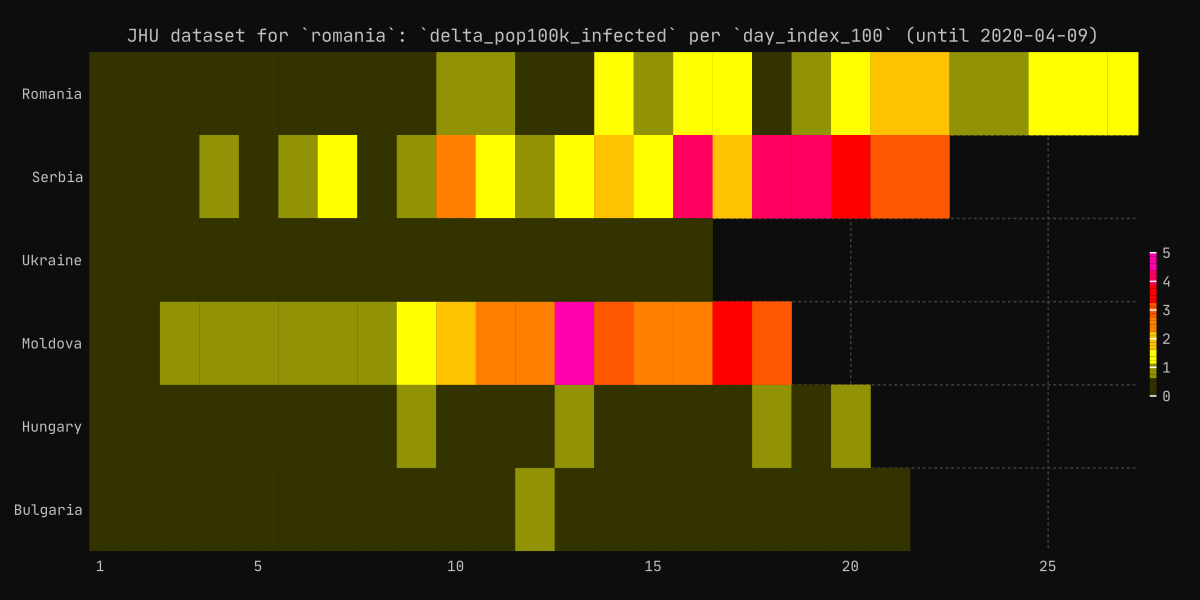 JHU dataset for `romania`: `delta_pop100k_infected` per `day_index_100` (until 2020-04-09)
Romania
Serbia
Ukraine
Moldova
Hungary
Bulgaria
1 5 10 15 20 25
5
4
3
2
1
0